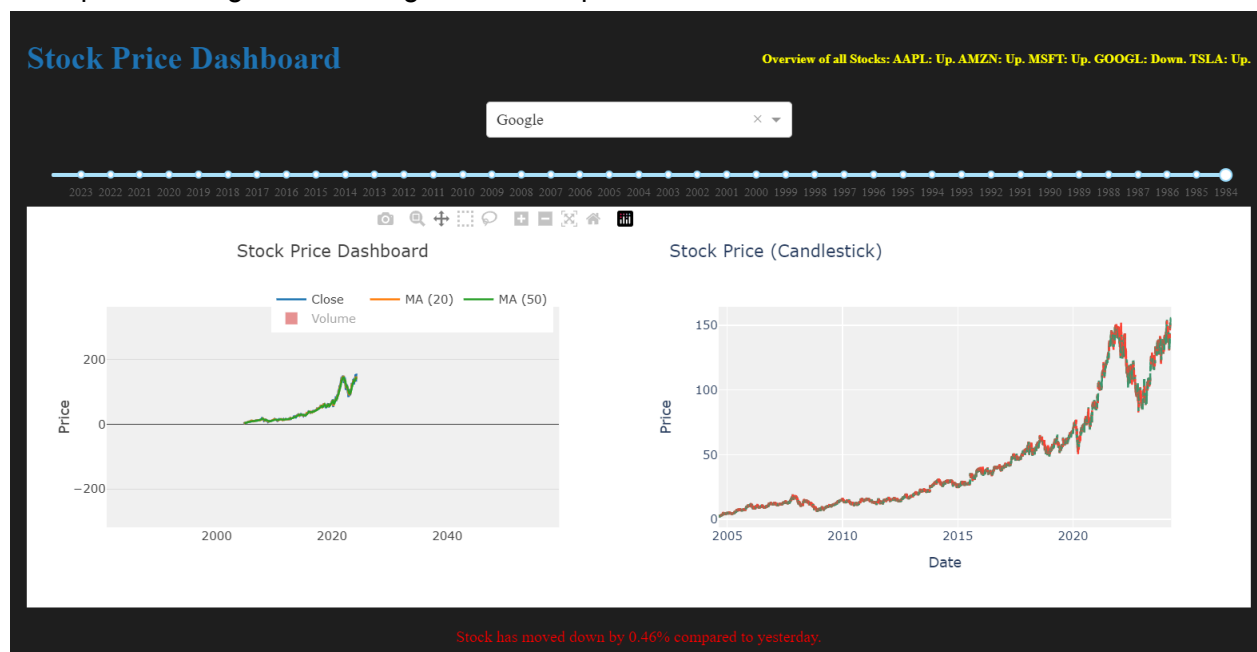 Stock Price Dashboard
Overview of all Stocks: AAPL: Up. AMZN: Up. MSFT: Up. GOOGL: Down. TSLA: Up.
Google
2023 2022 2021 2020 2019 2018 2017 2016 2015 2014 2013 2012 2011 2010 2009 2008 2007 2006 2005 2004 2003 2002 2001 2000 1999 1998 1997 1996 1995 1994 1993 1992 1991 1990 1989 1988 1987 1986 1985 1984
Stock Price Dashboard
Close MA (20) MA (50)
Volume
200
0
−200
Price
2000 2020 2040
Stock Price (Candlestick)
150
100
50
0
Price
2005 2010 2015 2020
Date
Stock has moved down by 0.46% compared to yesterday.